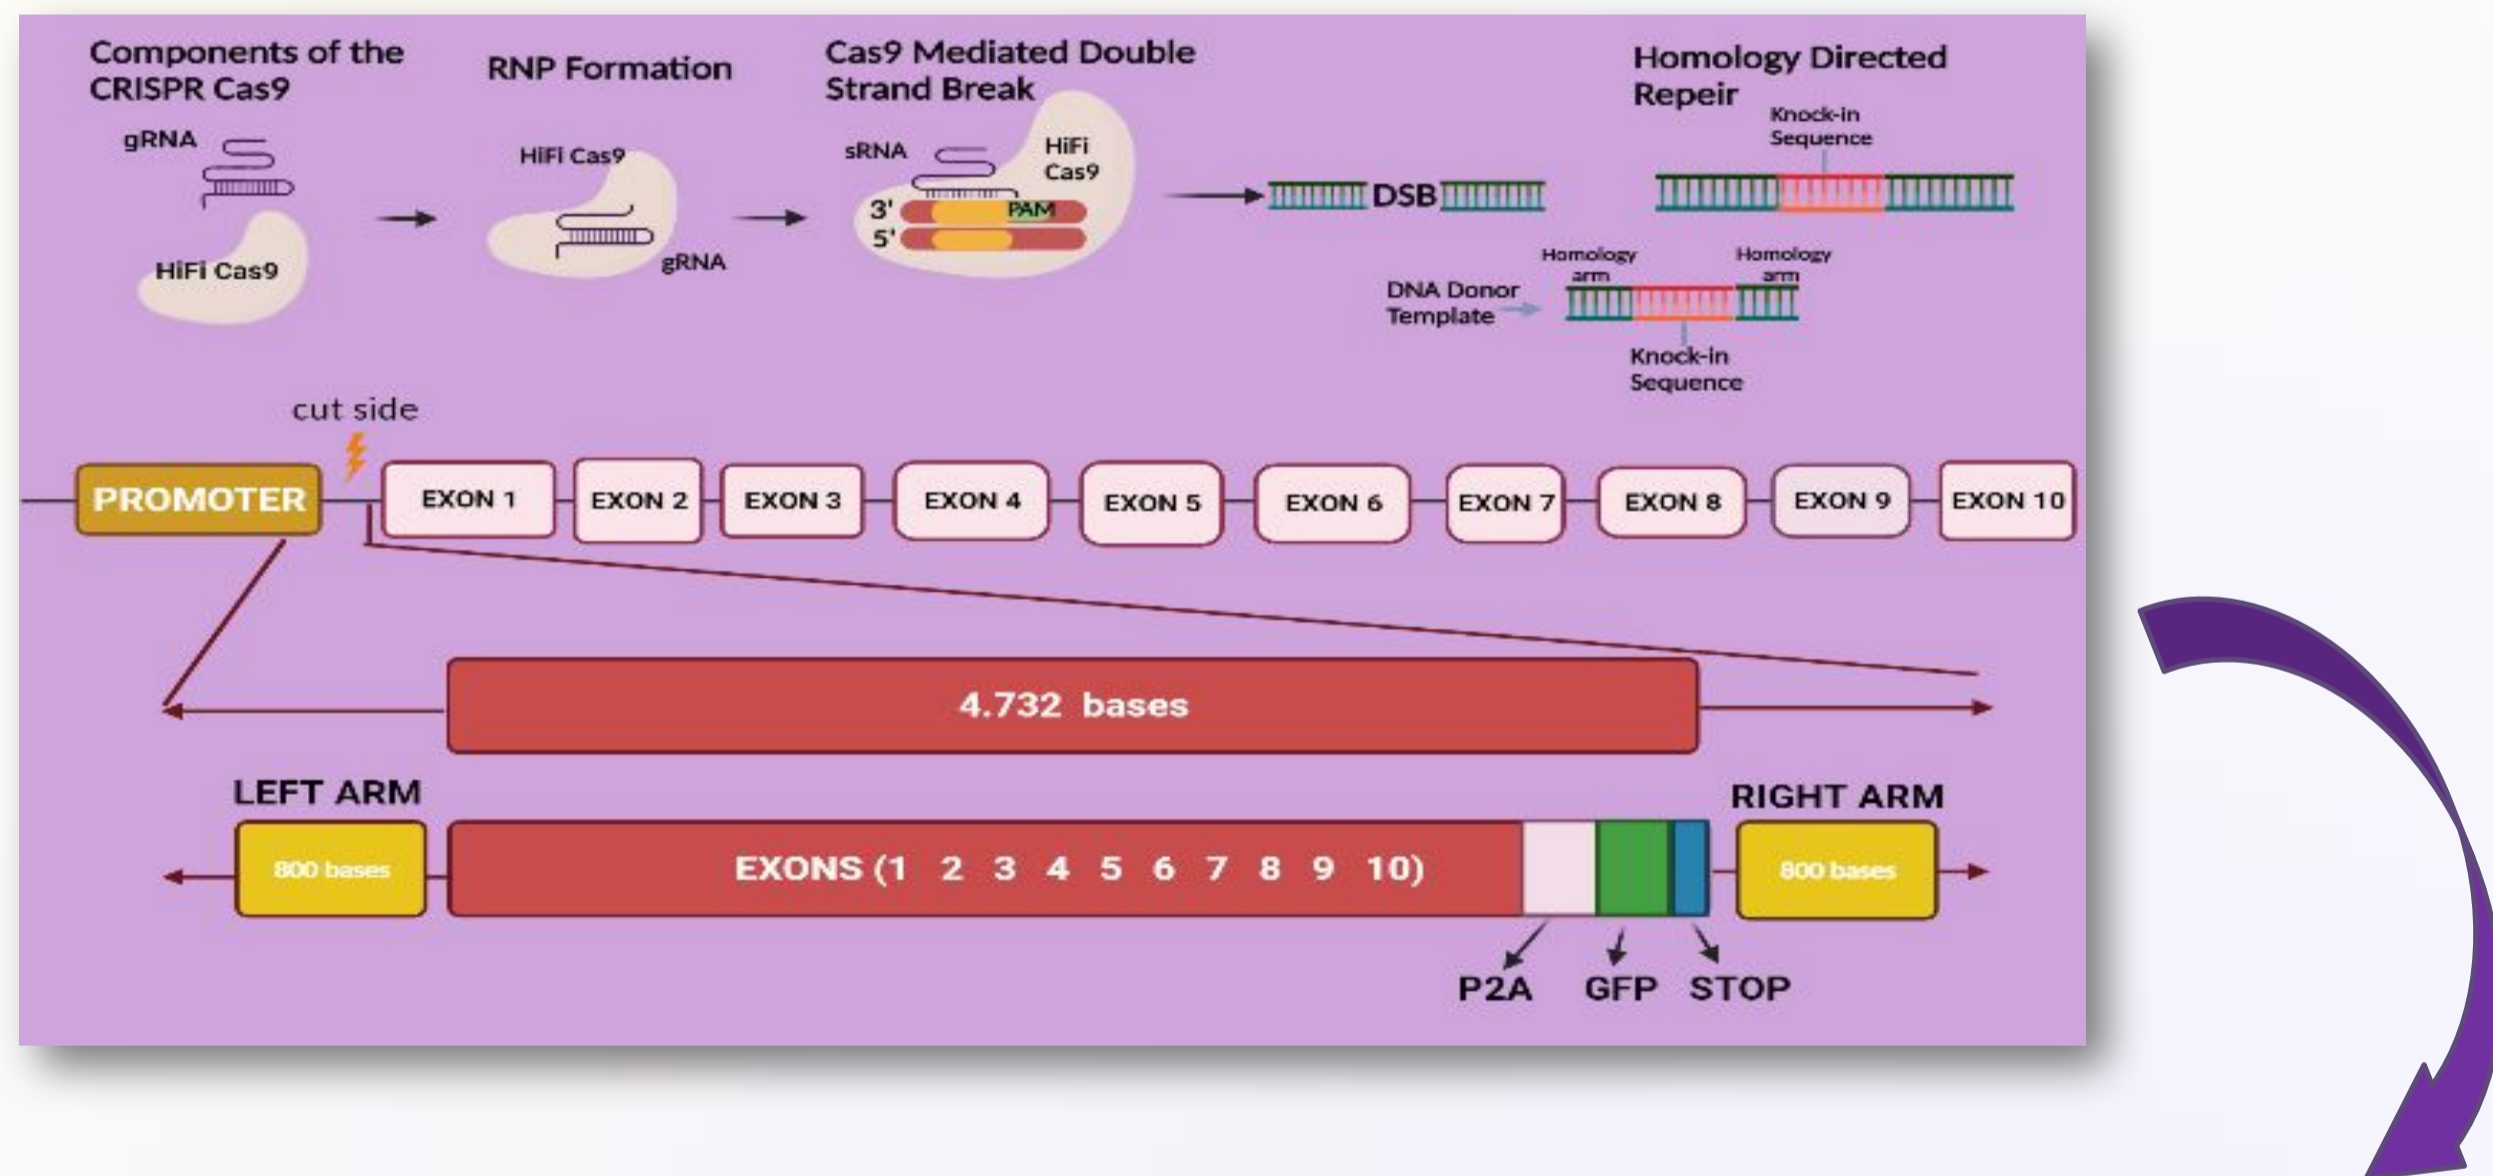 Components of the
CRISPR Cas9
gRNA
HiFi Cas9
RNP Formation
HiFi Cas9
gRNA
Cas9 Mediated Double
Strand Break
sRNA
HiFi
Cas9
3'
PAM
5'
DSB
Homology Directed
Repeir
Knock-in
Sequence
Homology
arm
Homology
arm
DNA Donor
Template
Knock-in
Sequence
cut side
PROMOTER
EXON 1
EXON 2
EXON 3
EXON 4
EXON 5
EXON 6
EXON 7
EXON 8
EXON 9
EXON 10
4.732 bases
LEFT ARM
RIGHT ARM
800 bases
EXONS (1 2 3 4 5 6 7 8 9 10)
800 bases
P2A
GFP
STOP